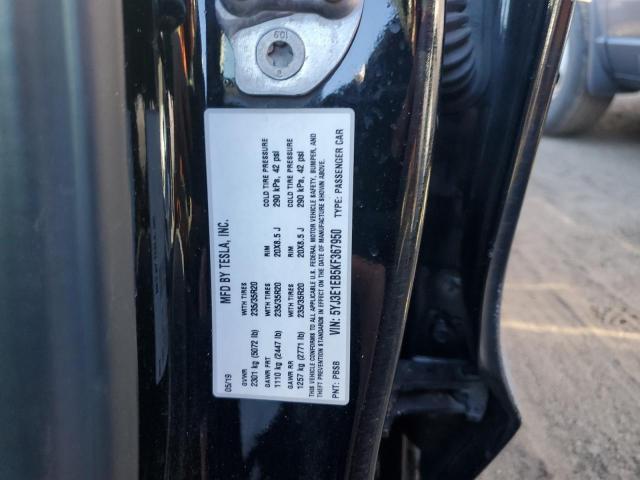 10.9
05/19
MFD BY TESLA, INC.
GVWR WITH TIRES RIM COLD TIRE PRESSURE
2301 kg (5072 lb) 235/35R20 20X8.5 J 290 kPa, 42 psi
GAWR FRT WITH TIRES
1110 kg (2447 lb) 235/35R20
GAWR RR WITH TIRES RIM COLD TIRE PRESSURE
1257 kg (2771 lb) 235/35R20 20X8.5 J 290 kPa, 42 psi
THIS VEHICLE CONFORMS TO ALL U.S. FEDERAL MOTOR VEHICLE SAFETY, BUMPER, AND
THEFT PREVENTION STANDARDS IN EFFECT ON THE DATE OF MANUFACTURE SHOWN ABOVE.
VIN: 5YJ3E1EB5KF367950
PNT: PBSB TYPE: PASSENGER CAR